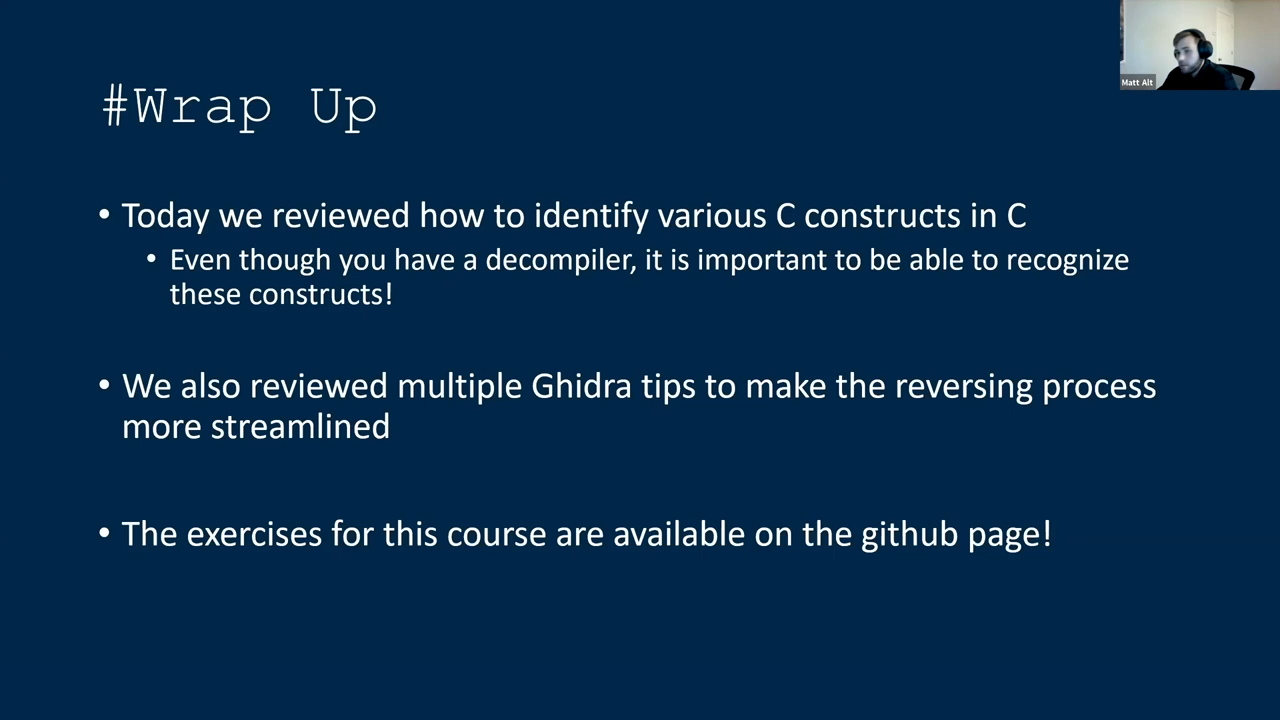 #Wrap Up
Matt Alt
• Today we reviewed how to identify various C constructs in C
• Even though you have a decompiler, it is important to be able to recognize
these constructs!
• We also reviewed multiple Ghidra tips to make the reversing process
more streamlined
• The exercises for this course are available on the github page!